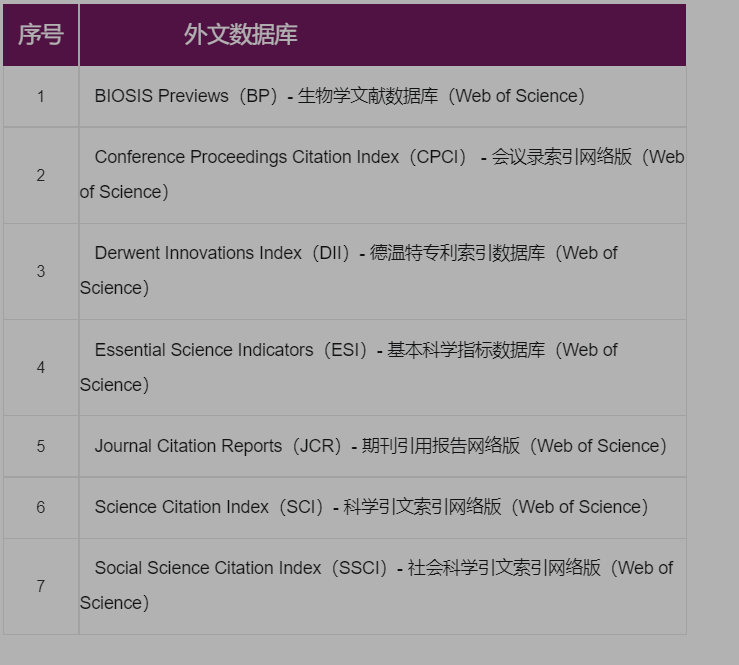 序号 外文数据库
1 BIOSIS Previews（BP）- 生物学文献数据库（Web of Science）
Conference Proceedings Citation Index（CPCI） - 会议录索引网络版（Web
2
of Science）
Derwent Innovations Index（DII）- 德温特专利索引数据库（Web of
3
Science）
Essential Science Indicators（ESI）- 基本科学指标数据库（Web of
4
Science）
5 Journal Citation Reports（JCR）- 期刊引用报告网络版（Web of Science）
6 Science Citation Index（SCI）- 科学引文索引网络版（Web of Science）
Social Science Citation Index（SSCI）- 社会科学引文索引网络版（Web of
7
Science）